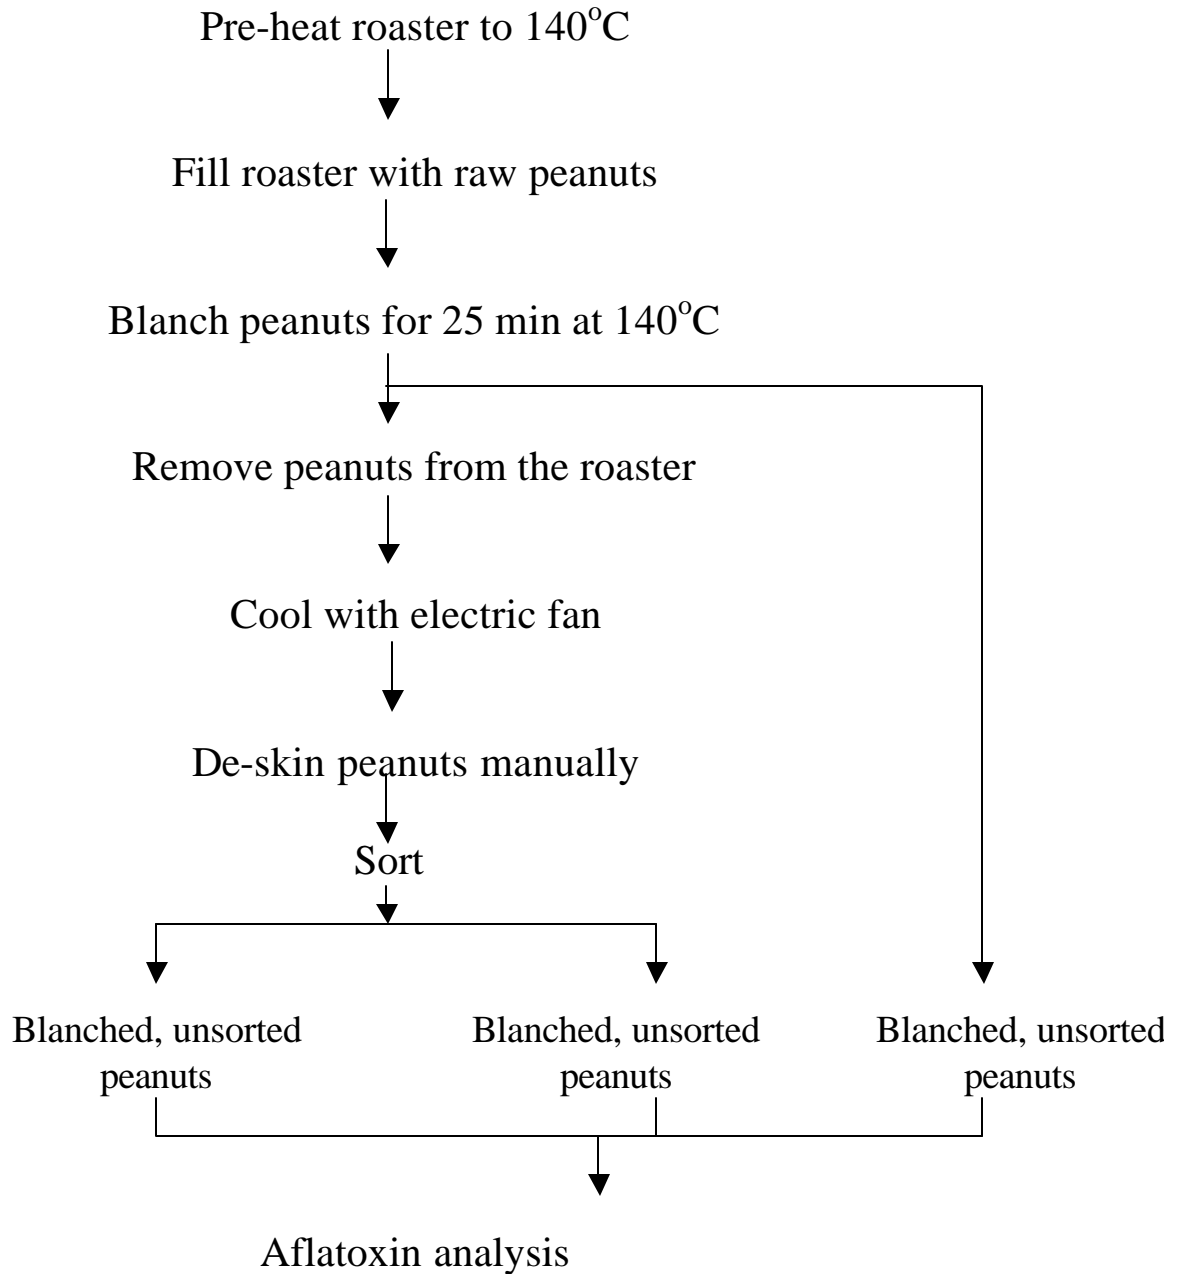 Pre-heat roaster to 140°C
Fill roaster with raw peanuts
Blanch peanuts for 25 min at 140°C
Remove peanuts from the roaster
Cool with electric fan
De-skin peanuts manually
Sort
Blanched, unsorted
peanuts
Blanched, unsorted
peanuts
Blanched, unsorted
peanuts
Aflatoxin analysis